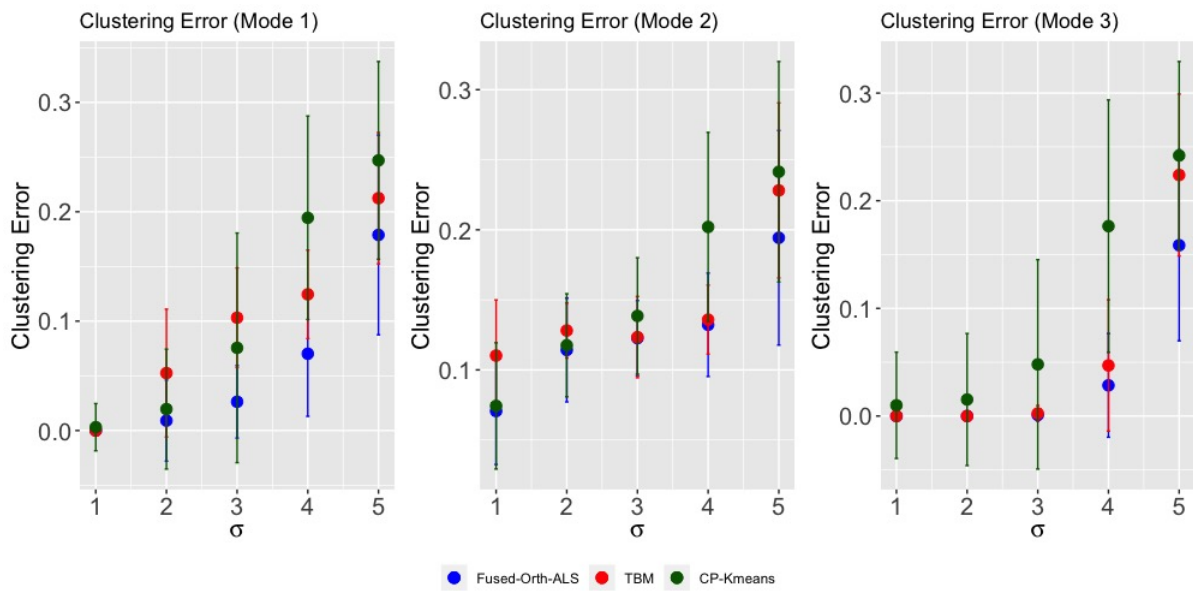 Clustering Error (Mode 1)
Clustering Error (Mode 2)
Clustering Error (Mode 3)
Clustering Error
0.3
0.2
0.1
0.0
1 2 3 4 5
σ
Clustering Error
0.3
0.2
0.1
1 2 3 4 5
σ
Clustering Error
0.3
0.2
0.1
0.0
1 2 3 4 5
σ
Fused-Orth-ALS TBM CP-Kmeans